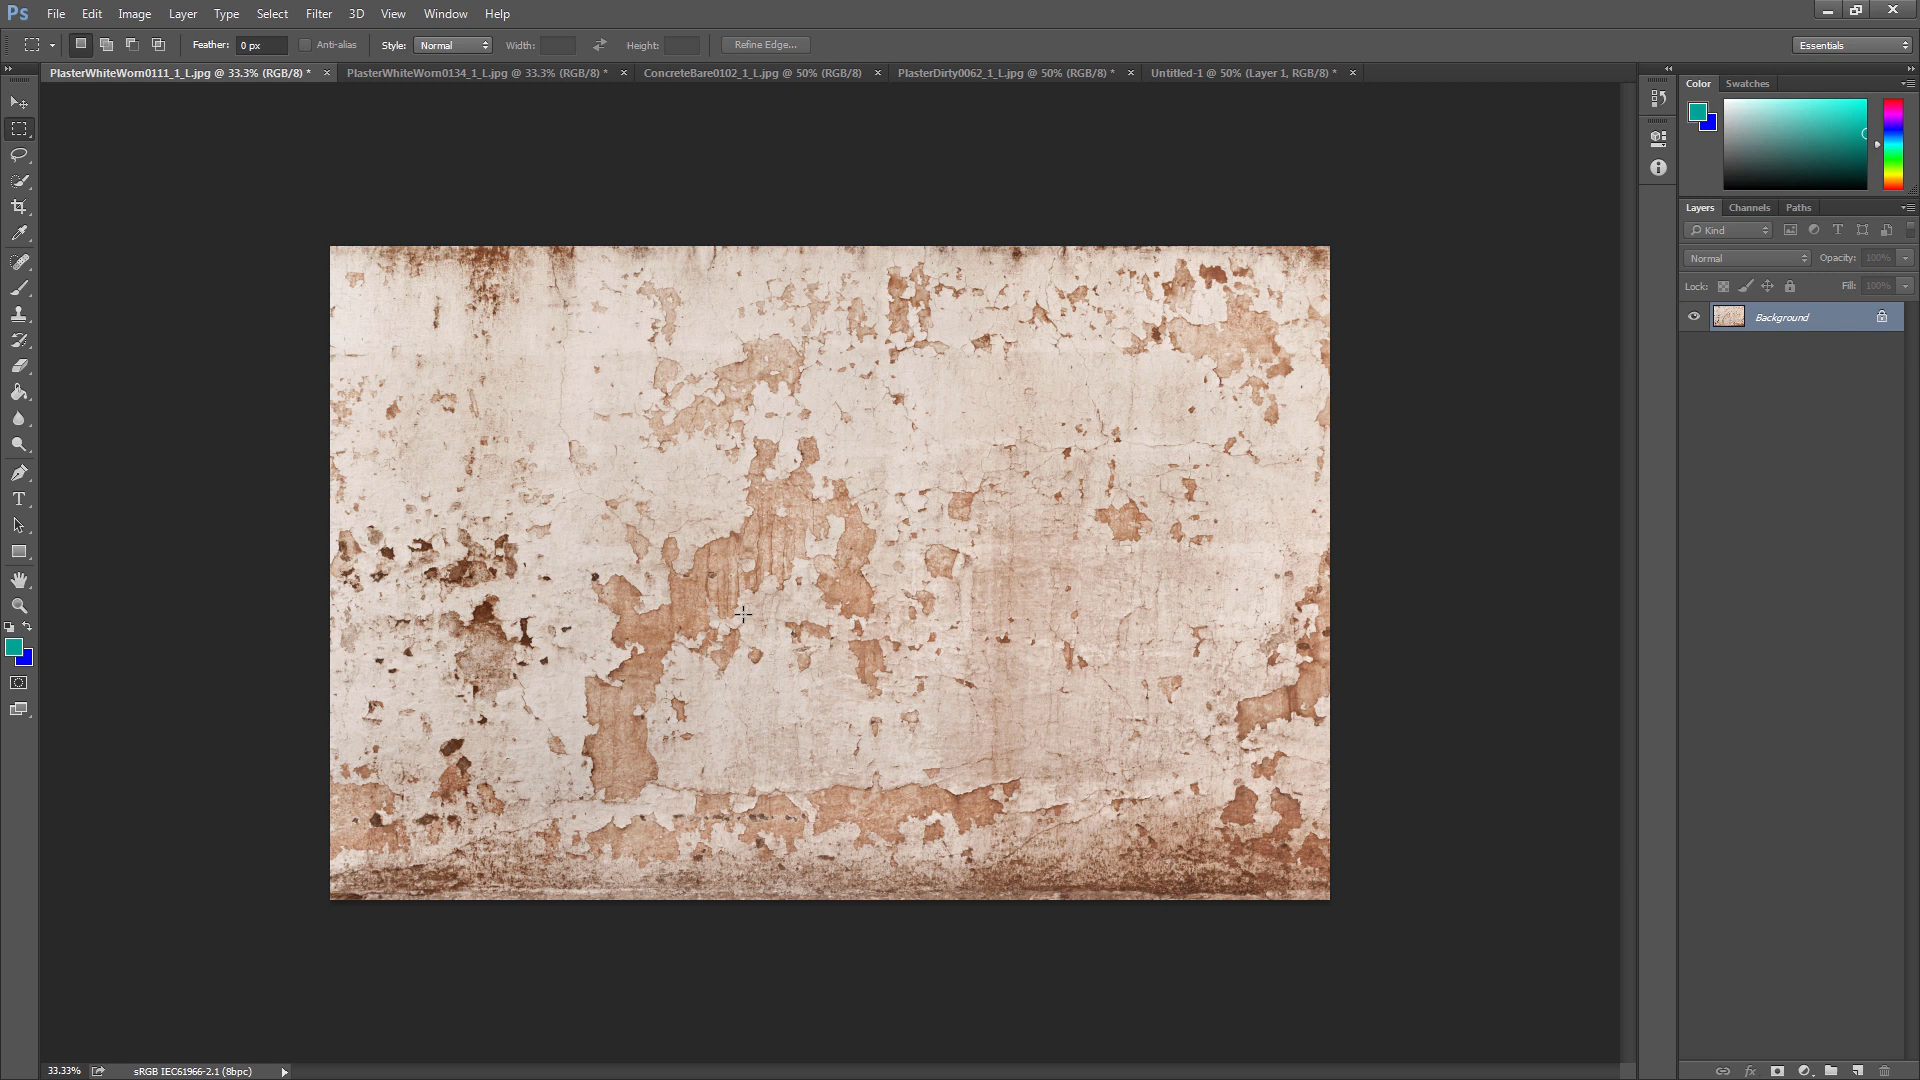 Ps File Edit Image Layer Type Select Filter 3D View Window Help
Feather: 0 px Anti-alias Style: Normal Width: Height: Refine Edge... Essentials
PlasterWhiteWorn0111_1_L.jpg @ 33.3% (RGB/8) * × PlasterWhiteWorn0134_1_L.jpg @ 33.3% (RGB/8) * × ConcreteBare0102_1_L.jpg @ 50% (RGB/8) × PlasterDirty0062_1_L.jpg @ 50% (RGB/8) * × Untitled-1 @ 50% (Layer 1, RGB/8) * ×
Color Swatches
Layers Channels Paths
Kind
Normal Opacity: 100%
Lock: Fill: 100%
Background
T
33.33% sRGB IEC61966-2.1 (8bpc)
fx